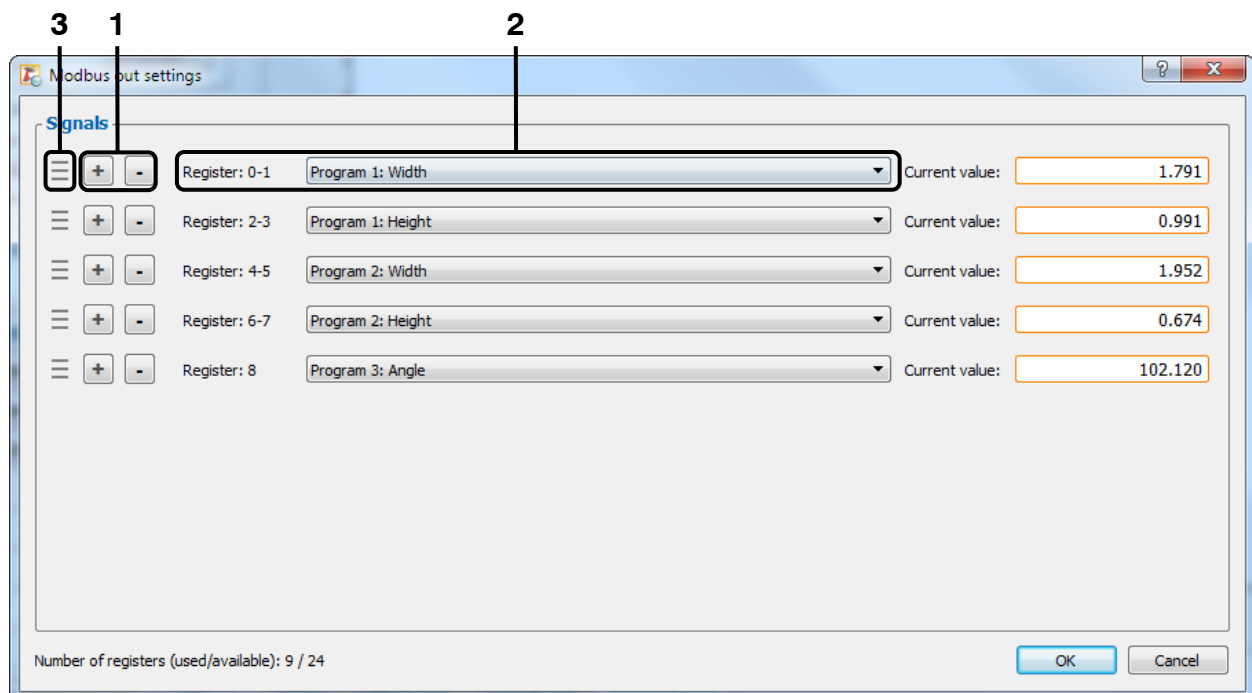 3 1 2
Modbus out settings
Signals
+ - Register: 0-1 Program 1: Width Current value: 1.791
+ - Register: 2-3 Program 1: Height Current value: 0.991
+ - Register: 4-5 Program 2: Width Current value: 1.952
+ - Register: 6-7 Program 2: Height Current value: 0.674
+ - Register: 8 Program 3: Angle Current value: 102.120
Number of registers (used/available): 9 / 24 OK Cancel